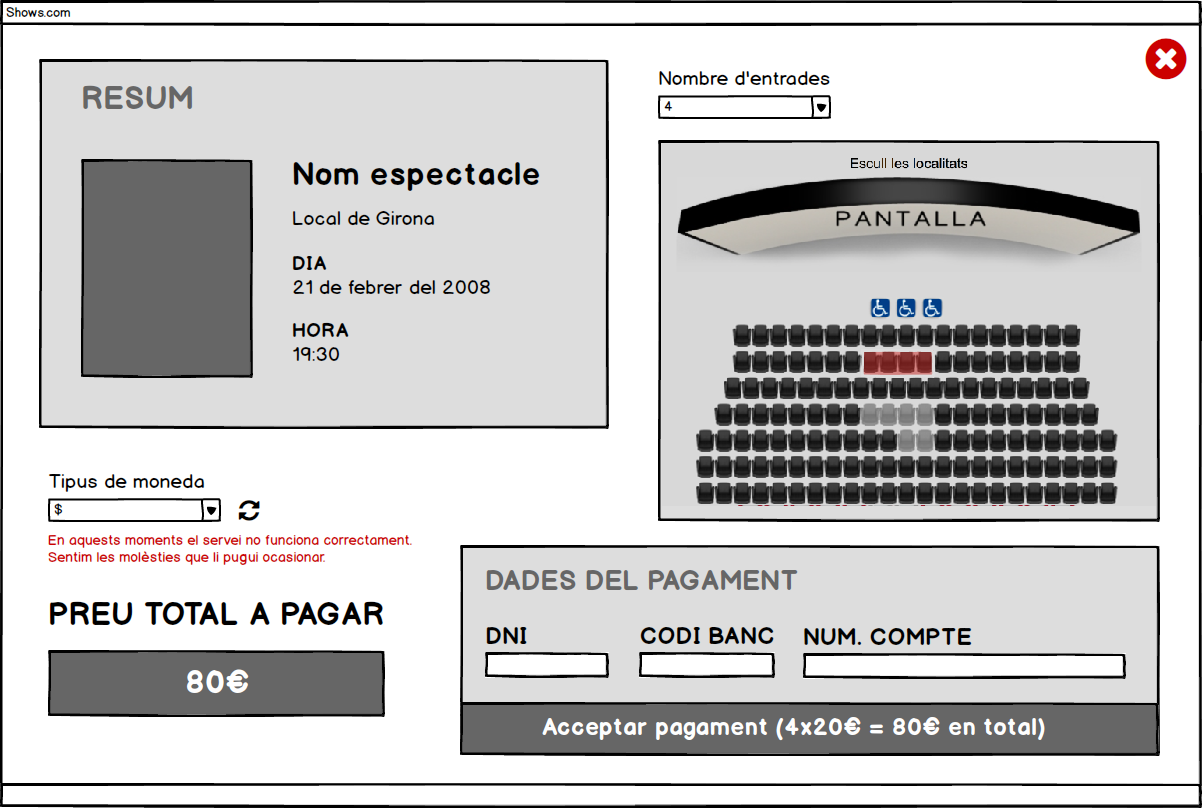 Shows.com
RESUM
Nom espectacle
Local de Girona
DIA
21 de febrer del 2008
HORA
19:30
Nombre d'entrades
4
Escull les localitats
PANTALLA
Tipus de moneda
$
En aquests moments el servei no funciona correctament.
Sentim les molèsties que li pugui ocasionar.
PREU TOTAL A PAGAR
80€
DADES DEL PAGAMENT
DNI
CODI BANC
NUM. COMPTE
Acceptar pagament (4x20€ = 80€ en total)